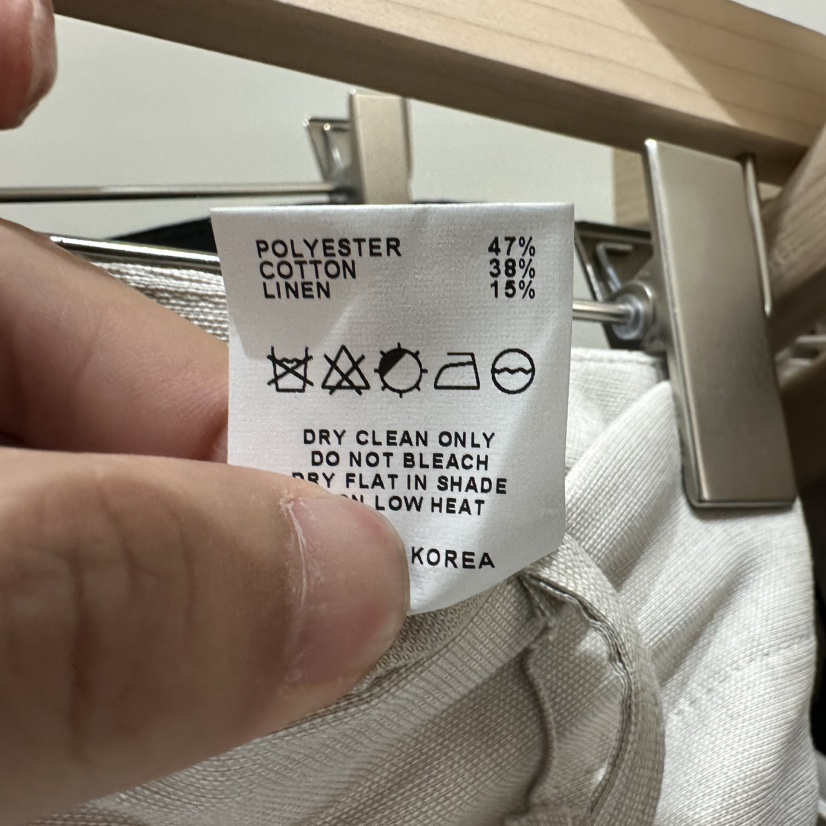 POLYESTER 47%
COTTON 38%
LINEN 15%
DRY CLEAN ONLY
DO NOT BLEACH
DRY FLAT IN SHADE
LOW HEAT
KOREA